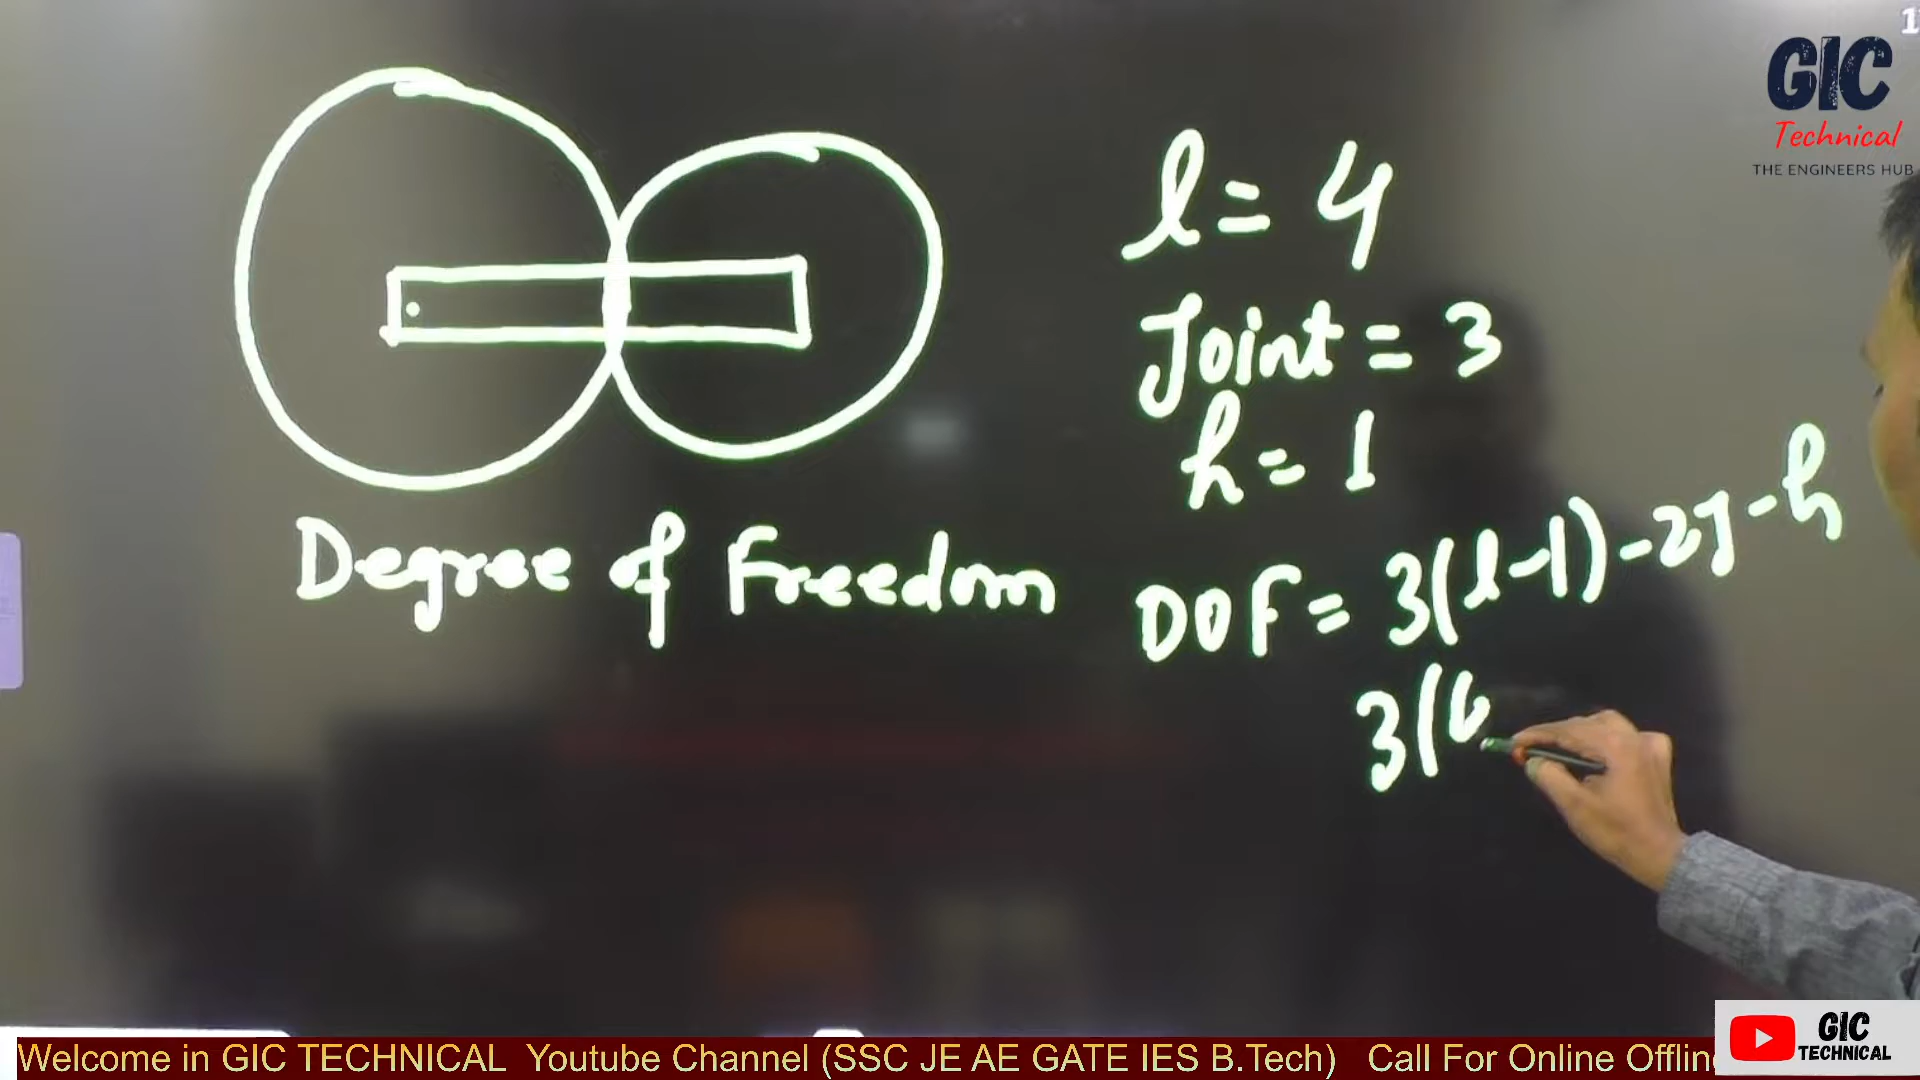 1
GIC
Technical
THE ENGINEERS HUB
l = 4
Joint = 3
h = 1
Degree of Freedom
DOF = 3(l-1)-2J-h
3(
GIC
TECHNICAL
Welcome in GIC TECHNICAL Youtube Channel (SSC JE AE GATE IES B.Tech) Call For Online